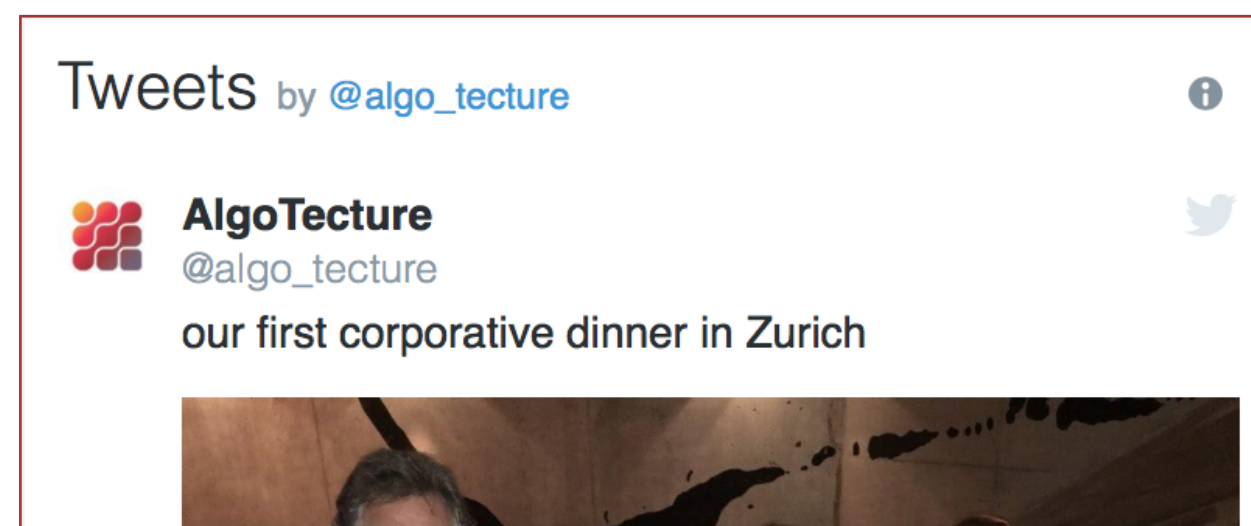 Tweets by @algo_tecture
AlgoTecture
@algo_tecture
our first corporative dinner in Zurich